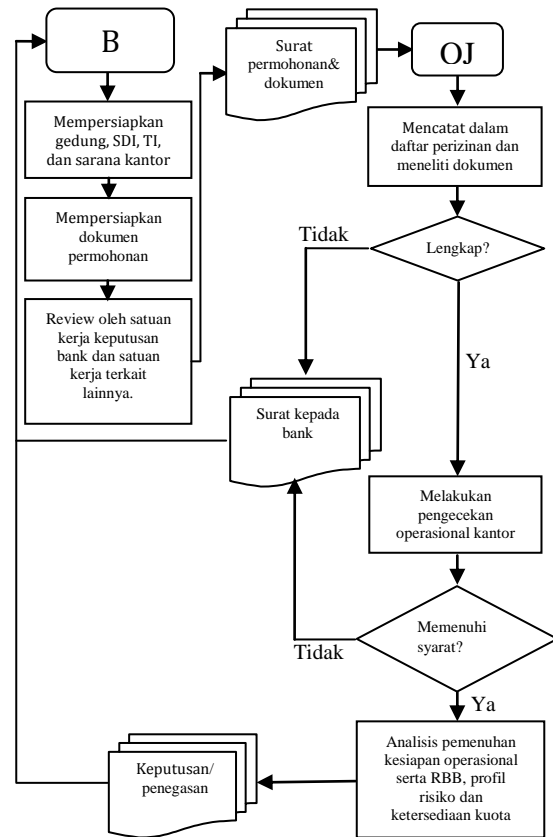 B
Mempersiapkan
gedung, SDI, TI,
dan sarana kantor
Mempersiapkan
dokumen
permohonan
Review oleh satuan
kerja keputusan
bank dan satuan
kerja terkait
lainnya.
Surat
permohonan&
dokumen
OJ
Mencatat dalam
daftar perizinan dan
meneliti dokumen
Lengkap?
Tidak
Ya
Surat kepada
bank
Melakukan
pengecekan
operasional kantor
Memenuhi
syarat?
Tidak
Ya
Analisis pemenuhan
kesiapan operasional
serta RBB, profil
risiko dan
ketersediaan kuota
Keputusan/
penegasan